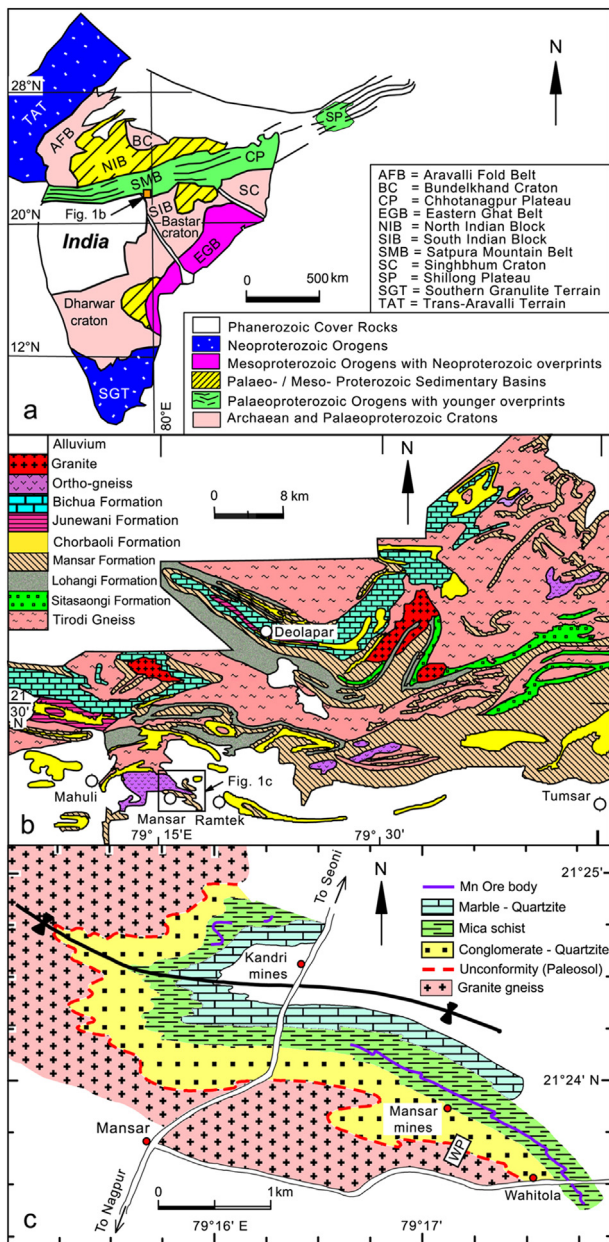 N
28°N
TAT
AFB
BC
NIB
SP
CP
SMB
SC
Fig. 1b
SIB
Bastar
craton
20°N
India
EGB
0 500 km
Dharwar
craton
12°N
SGT
80°E
a
AFB = Aravalli Fold Belt
BC = Bundelkhand Craton
CP = Chhotanagpur Plateau
EGB = Eastern Ghat Belt
NIB = North Indian Block
SIB = South Indian Block
SMB = Satpura Mountain Belt
SC = Singhbhum Craton
SP = Shillong Plateau
SGT = Southern Granulite Terrain
TAT = Trans-Aravalli Terrain
Phanerozoic Cover Rocks
Neoproterozoic Orogens
Mesoproterozoic Orogens with Neoproterozoic overprints
Palaeo- / Meso- Proterozoic Sedimentary Basins
Palaeoproterozoic Orogens with younger overprints
Archaean and Palaeoproterozoic Cratons
Alluvium
Granite
Ortho-gneiss
Bichua Formation
Junewani Formation
Chorbaoli Formation
Mansar Formation
Lohangi Formation
Sitasaongi Formation
Tirodi Gneiss
N
0 8 km
Deolapar
21
30'
N
Fig. 1c
Mahuli
Mansar
Ramtek
Tumsar
b
79° 15'E
79° 30'
To Seoni
N
21°25'
Mn Ore body
Marble - Quartzite
Mica schist
Conglomerate - Quartzite
Unconformity (Paleosol)
Granite gneiss
Kandri
mines
21°24' N
Mansar
mines
Mansar
WP
Wahitola
To Nagpur
0 1km
c
79°16' E
79°17'